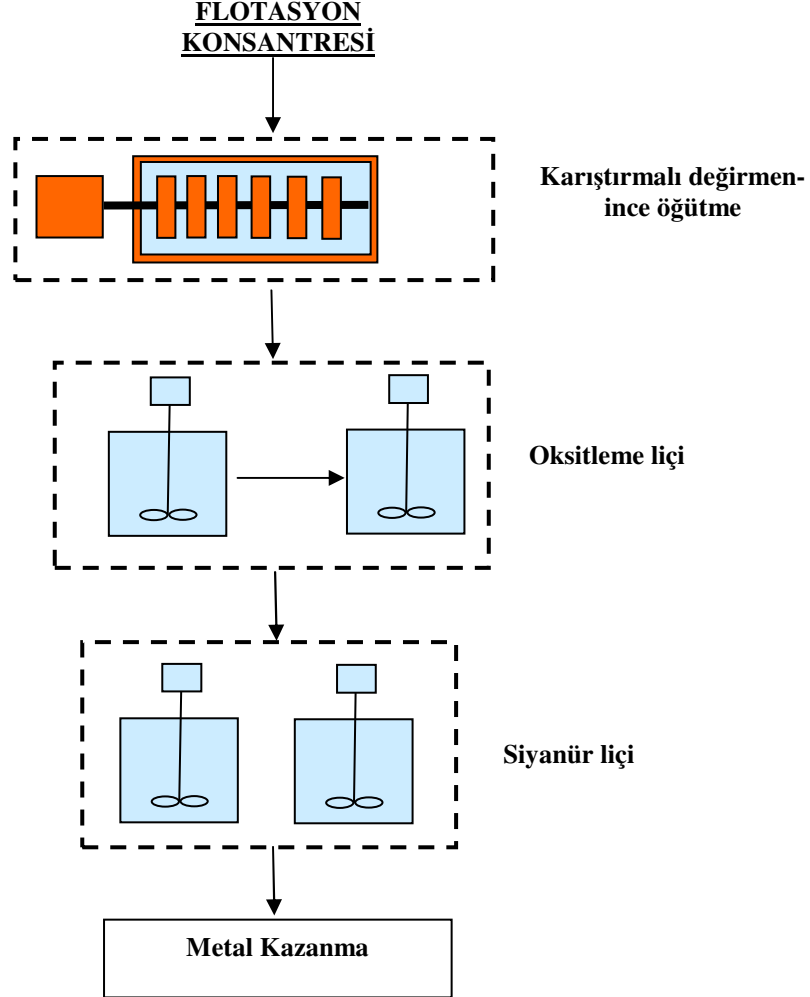 FLOTASYON
KONSANTRESİ
Karıştırmalı değirmen-
ince öğütme
Oksitleme liçi
Siyanür liçi
Metal Kazanma